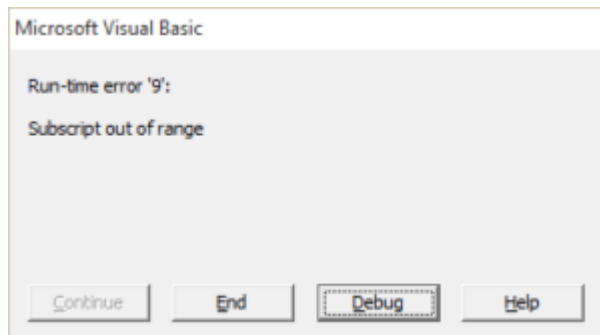 Microsoft Visual Basic
Run-time error '9':
Subscript out of range
Continue End Debug Help